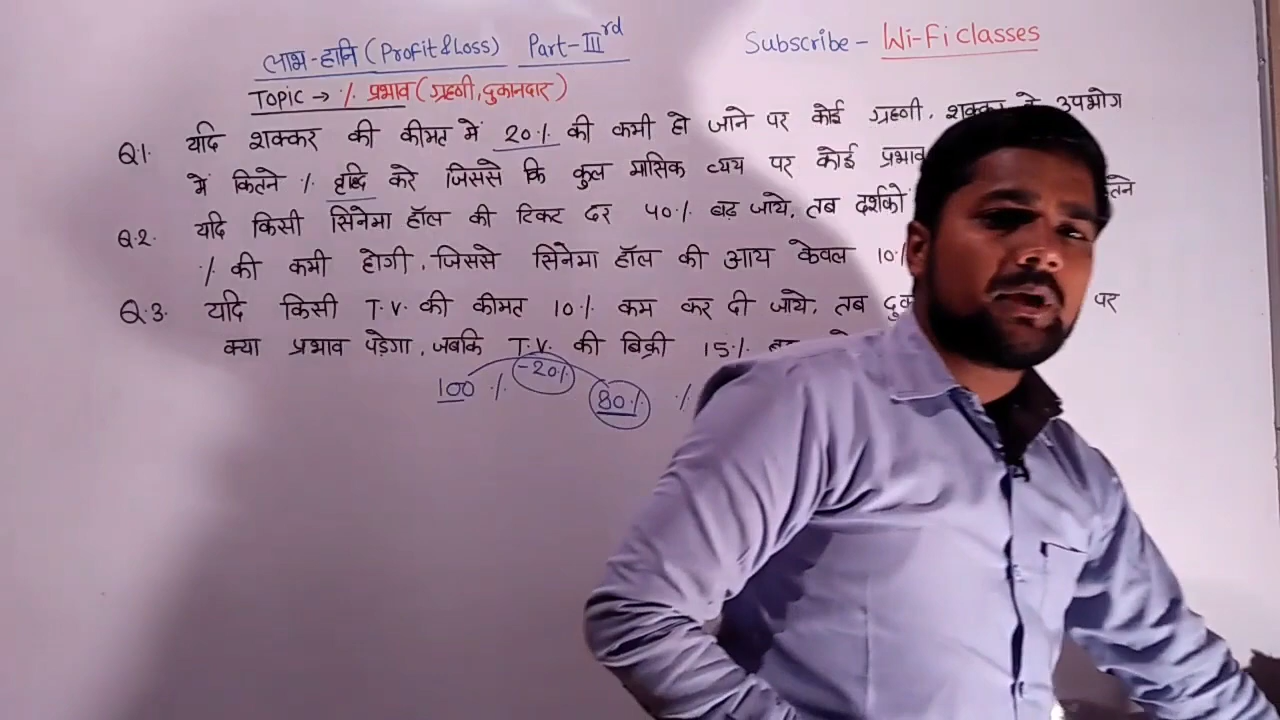 लाभ-हानि (Profit & Loss) Part-IIIrd
Subscribe- Wi-Fi classes
TOPIC → % प्रभाव (ग्रहणी, दुकानदार)
Q.1. यदि शक्कर की कीमत में 20% की कमी हो जाने पर कोई ग्रहणी, शक्कर के उपभोग
में कितने % वृद्धि करे जिससे कि कुल मासिक व्यय पर कोई प्रभाव
Q.2. यदि किसी सिनेमा हॉल की टिकट दर 40% बढ़ जाये, तब दर्शकों
% की कमी होगी, जिससे सिनेमा हॉल की आय केवल 10%
Q.3. यदि किसी T.V. की कीमत 10% कम कर दी जाये, तब पर
क्या प्रभाव पड़ेगा, जबकि T.V. की बिक्री 15%
100 % -20% 80% %